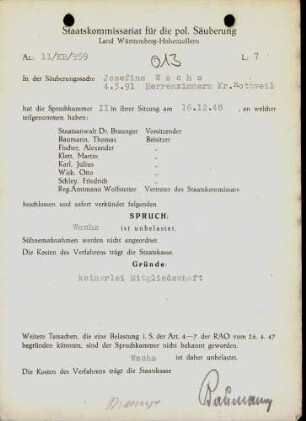 Staatskommissariat für die pol. Säuberung
Land Württemberg-Hohenzollern
Az.: 11/KB/959
013
L. 7
In der Säuberungssache: Josefine Wachs
4.3.91 Herrenzimmern Kr.Rottweil
hat die Spruchkammer II in ihrer Sitzung am 16.12.48, an welcher
teilgenommen haben:
Staatsanwalt Dr. Braunger Vorsitzender
Baumann, Thomas Beisitzer
Fischer, Alexander "
Klett, Martin "
Karl, Julius "
Wick, Otto "
Schley, Friedrich "
Reg.Amtmann Wolfstetter Vertreter des Staatskommissars
beschlossen und sofort verkündet folgenden
SPRUCH:
Wachs ist unbelastet.
Sühnemaßnahmen werden nicht angeordnet.
Die Kosten des Verfahrens trägt die Staatskasse.
Gründe:
keinerlei Mitgliedschaft
Weitere Tatsachen, die eine Belastung i. S. der Art. 4—7 der RAO vom 25. 4. 47
begründen könnten, sind der Spruchkammer nicht bekannt geworden.
Wachs ist daher unbelastet.
Die Kosten des Verfahrens trägt die Staatskasse
Baumann